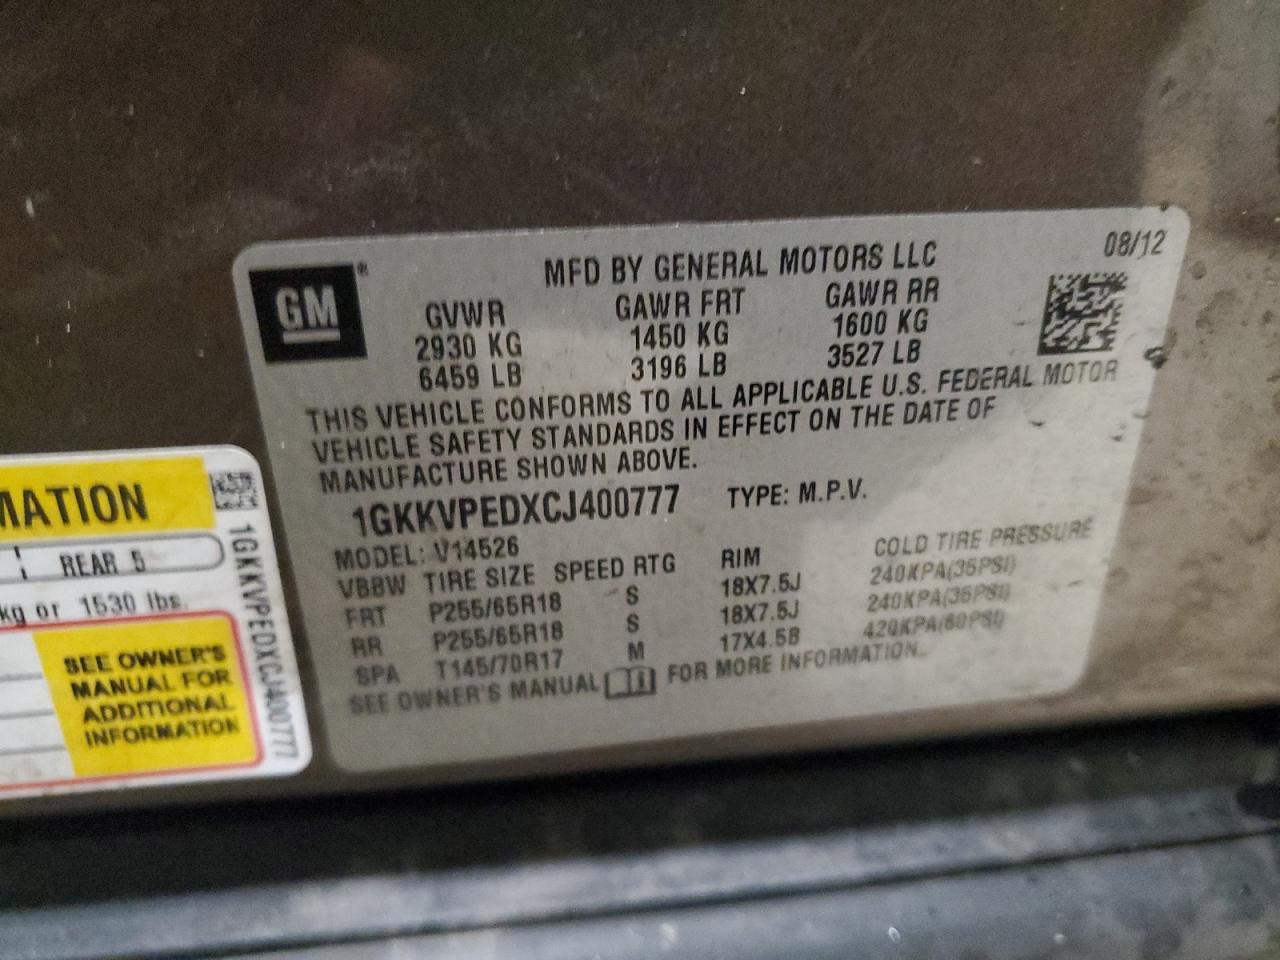 08/12
GM®
MFD BY GENERAL MOTORS LLC
GVWR GAWR FRT GAWR RR
2930 KG 1450 KG 1600 KG
6459 LB 3196 LB 3527 LB
THIS VEHICLE CONFORMS TO ALL APPLICABLE U.S. FEDERAL MOTOR
VEHICLE SAFETY STANDARDS IN EFFECT ON THE DATE OF
MANUFACTURE SHOWN ABOVE.
1GKKVPEDXCJ400777 TYPE: M.P.V.
MODEL: V14526
VBBW TIRE SIZE SPEED RTG RIM COLD TIRE PRESSURE
FRT P255/65R18 S 18X7.5J 240KPA(35PSI)
RR P255/65R18 S 18X7.5J 240KPA(35PSI)
SPA T145/70R17 M 17X4.5B 420KPA(60PSI)
SEE OWNER'S MANUAL FOR MORE INFORMATION.
MATION
REAR 5
kg or 1530 lbs.
SEE OWNER'S
MANUAL FOR
ADDITIONAL
INFORMATION
1GKKVPEDXCJ400777